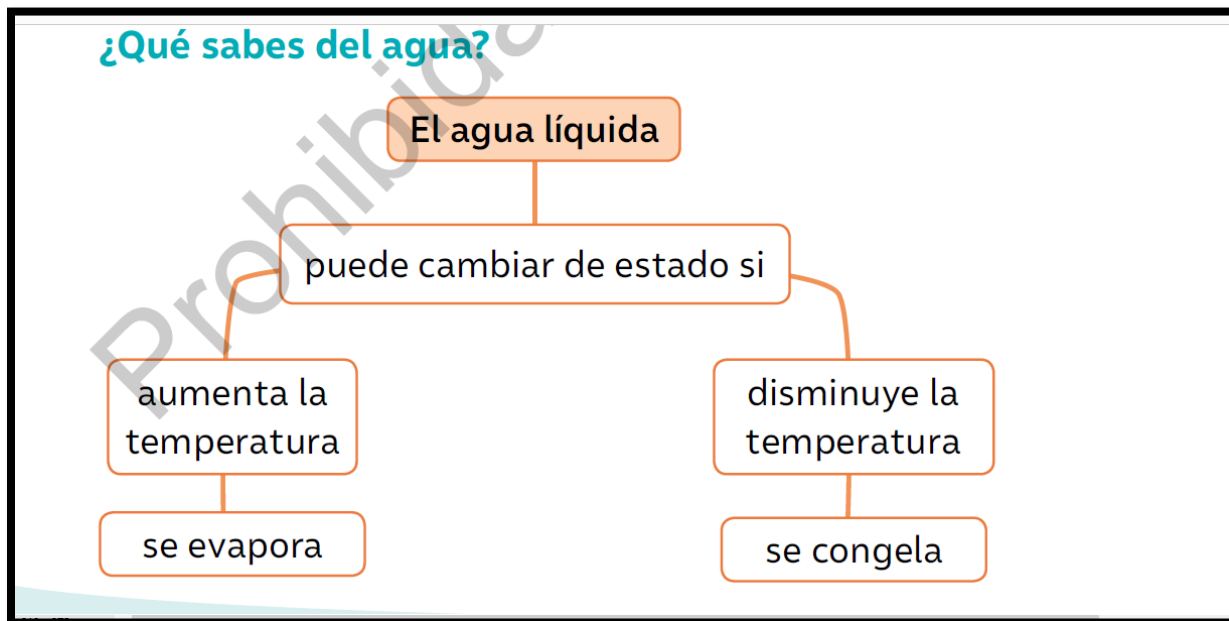 ¿Qué sabes del agua?
Prohibida
El agua líquida
puede cambiar de estado si
aumenta la
temperatura
disminuye la
temperatura
se evapora
se congela